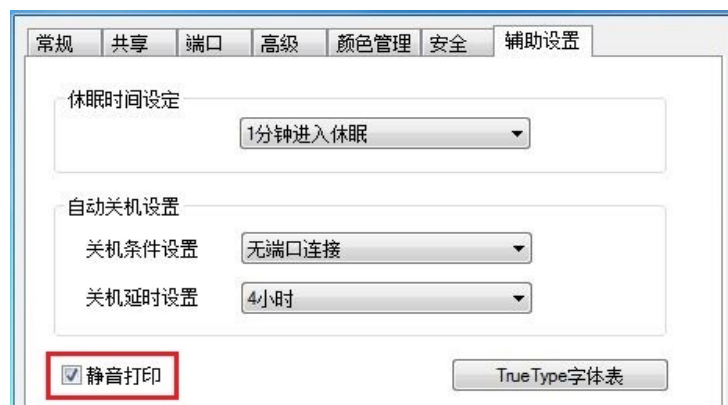 常规 共享 端口 高级 颜色管理 安全 辅助设置
休眠时间设定
1分钟进入休眠
自动关机设置
关机条件设置 无端口连接
关机延时设置 4小时
静音打印 TrueType字体表